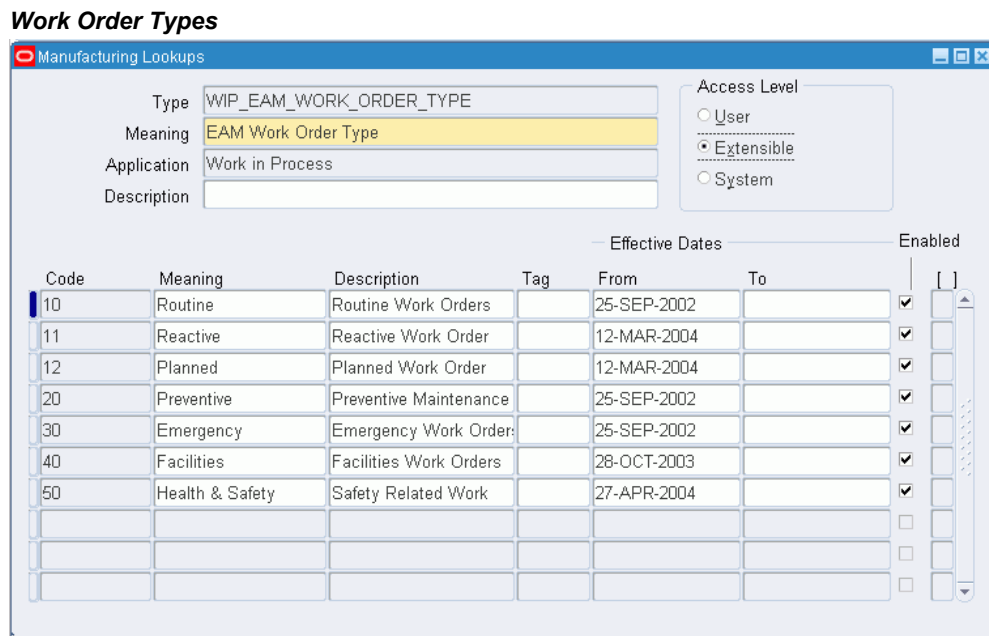 Work Order Types
Manufacturing Lookups
Type WIP_EAM_WORK_ORDER_TYPE
Meaning EAM Work Order Type
Application Work in Process
Description
Access Level
User
Extensible
System
Effective Dates Enabled
Code Meaning Description Tag From To [ ]
10 Routine Routine Work Orders 25-SEP-2002
11 Reactive Reactive Work Order 12-MAR-2004
12 Planned Planned Work Order 12-MAR-2004
20 Preventive Preventive Maintenance 25-SEP-2002
30 Emergency Emergency Work Order 25-SEP-2002
40 Facilities Facilities Work Orders 28-OCT-2003
50 Health & Safety Safety Related Work 27-APR-2004